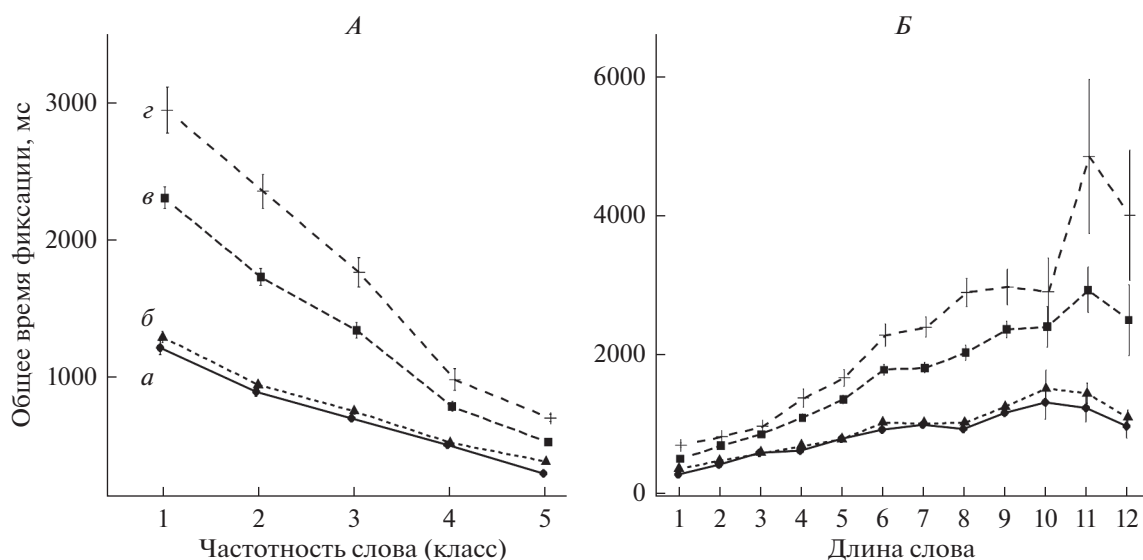 А
Общее время фиксации, мс
3000
2000
1000
г
в
б
а
1 2 3 4 5
Частотность слова (класс)
Б
6000
4000
2000
0
1 2 3 4 5 6 7 8 9 10 11 12
Длина слова